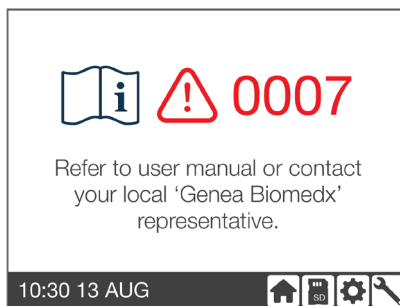 i ! 0007
Refer to user manual or contact
your local ‘Genea Biomedx’
representative.
10:30 13 AUG SD